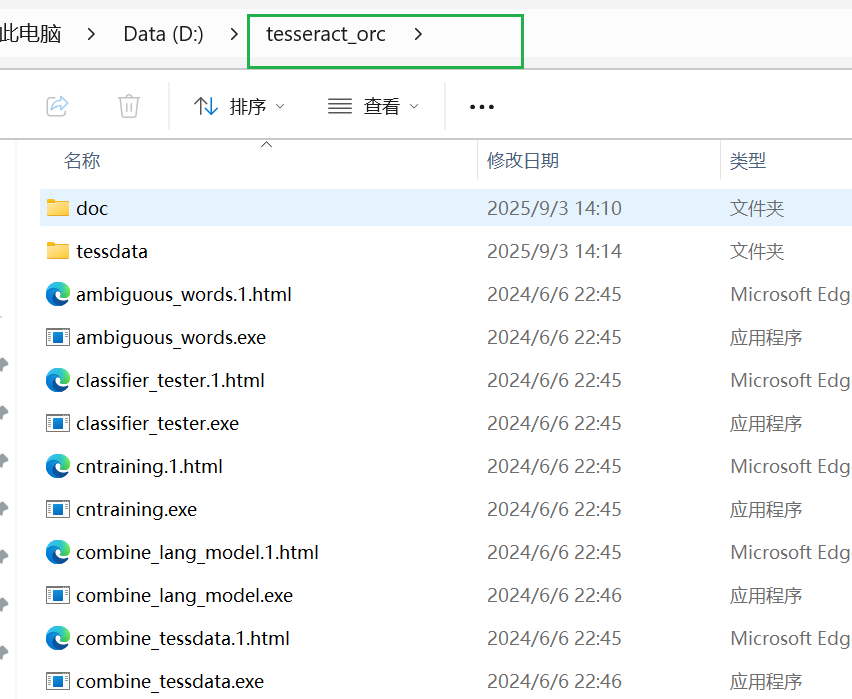 此电脑 > Data (D:) > tesseract_orc >
排序 查看 •••
名称 修改日期 类型
doc 2025/9/3 14:10 文件夹
tessdata 2025/9/3 14:14 文件夹
ambiguous_words.1.html 2024/6/6 22:45 Microsoft Edg
ambiguous_words.exe 2024/6/6 22:45 应用程序
classifier_tester.1.html 2024/6/6 22:45 Microsoft Edg
classifier_tester.exe 2024/6/6 22:45 应用程序
cntraining.1.html 2024/6/6 22:45 Microsoft Edg
cntraining.exe 2024/6/6 22:45 应用程序
combine_lang_model.1.html 2024/6/6 22:45 Microsoft Edg
combine_lang_model.exe 2024/6/6 22:46 应用程序
combine_tessdata.1.html 2024/6/6 22:45 Microsoft Edg
combine_tessdata.exe 2024/6/6 22:46 应用程序